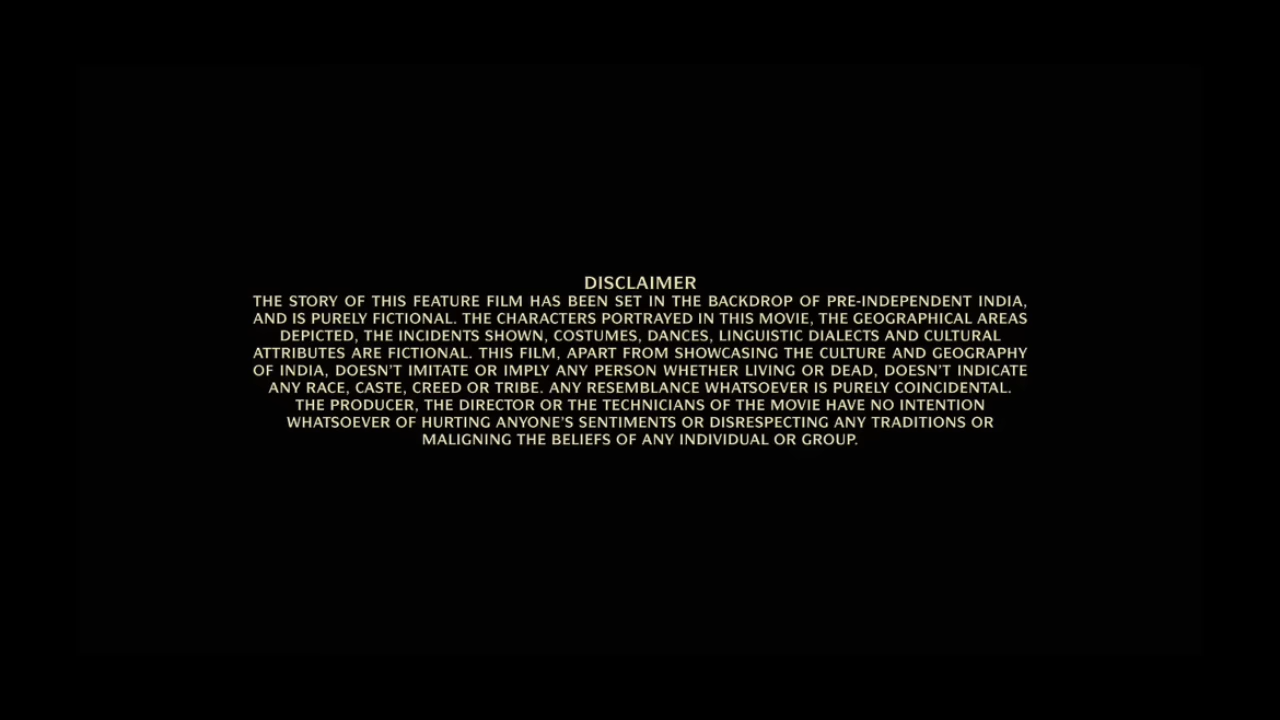 DISCLAIMER
THE STORY OF THIS FEATURE FILM HAS BEEN SET IN THE BACKDROP OF PRE-INDEPENDENT INDIA,
AND IS PURELY FICTIONAL. THE CHARACTERS PORTRAYED IN THIS MOVIE, THE GEOGRAPHICAL AREAS
DEPICTED, THE INCIDENTS SHOWN, COSTUMES, DANCES, LINGUISTIC DIALECTS AND CULTURAL
ATTRIBUTES ARE FICTIONAL. THIS FILM, APART FROM SHOWCASING THE CULTURE AND GEOGRAPHY
OF INDIA, DOESN'T IMITATE OR IMPLY ANY PERSON WHETHER LIVING OR DEAD, DOESN'T INDICATE
ANY RACE, CASTE, CREED OR TRIBE. ANY RESEMBLANCE WHATSOEVER IS PURELY COINCIDENTAL.
THE PRODUCER, THE DIRECTOR OR THE TECHNICIANS OF THE MOVIE HAVE NO INTENTION
WHATSOEVER OF HURTING ANYONE'S SENTIMENTS OR DISRESPECTING ANY TRADITIONS OR
MALIGNING THE BELIEFS OF ANY INDIVIDUAL OR GROUP.